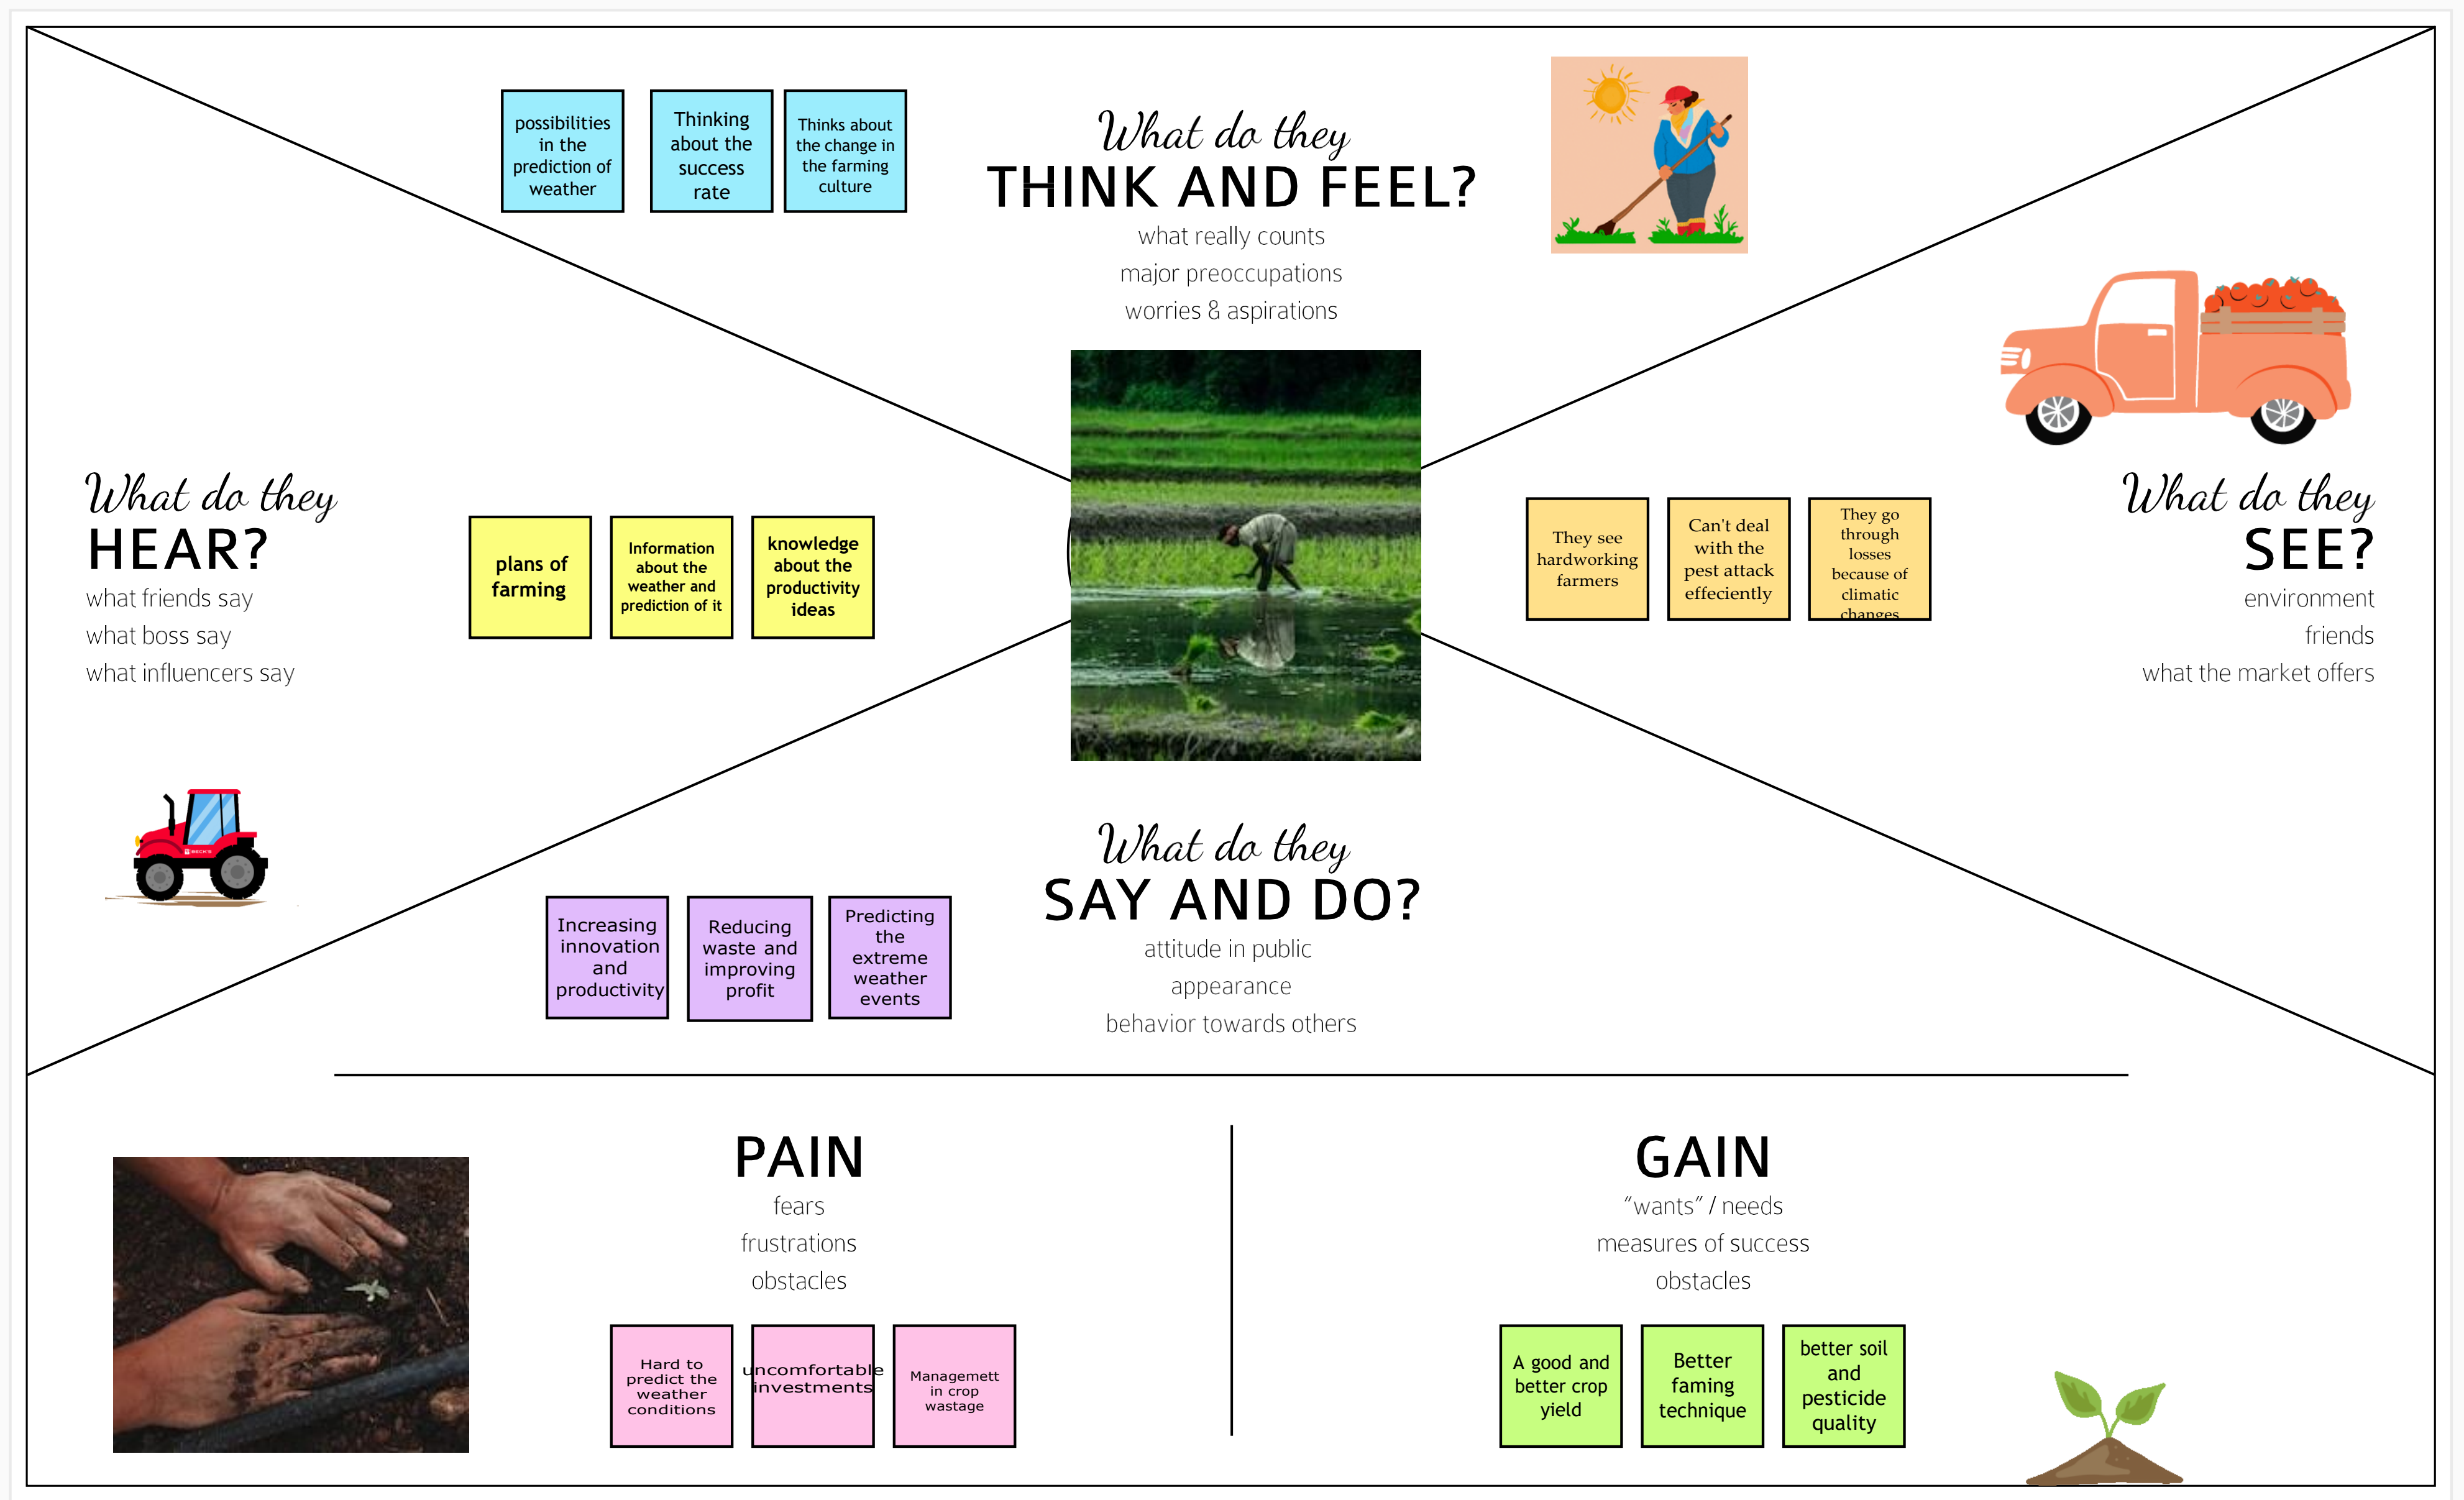 possibilities
in the
prediction of
weather
Thinking
about the
success
rate
Thinks about
the change in
the farming
culture
What do they
THINK AND FEEL?
what really counts
major preoccupations
worries & aspirations
What do they
HEAR?
what friends say
what boss say
what influencers say
plans of
farming
Information
about the
weather and
prediction of it
knowledge
about the
productivity
ideas
They see
hardworking
farmers
Can't deal
with the
pest attack
effeciently
They go
through
losses
because of
climatic
changes
What do they
SEE?
environment
friends
what the market offers
BECK'S
Increasing
innovation
and
productivity
Reducing
waste and
improving
profit
Predicting
the
extreme
weather
events
What do they
SAY AND DO?
attitude in public
appearance
behavior towards others
PAIN
fears
frustrations
obstacles
Hard to
predict the
weather
conditions
uncomfortable
investments
Managemett
in crop
wastage
GAIN
“wants” / needs
measures of success
obstacles
A good and
better crop
yield
Better
faming
technique
better soil
and
pesticide
quality